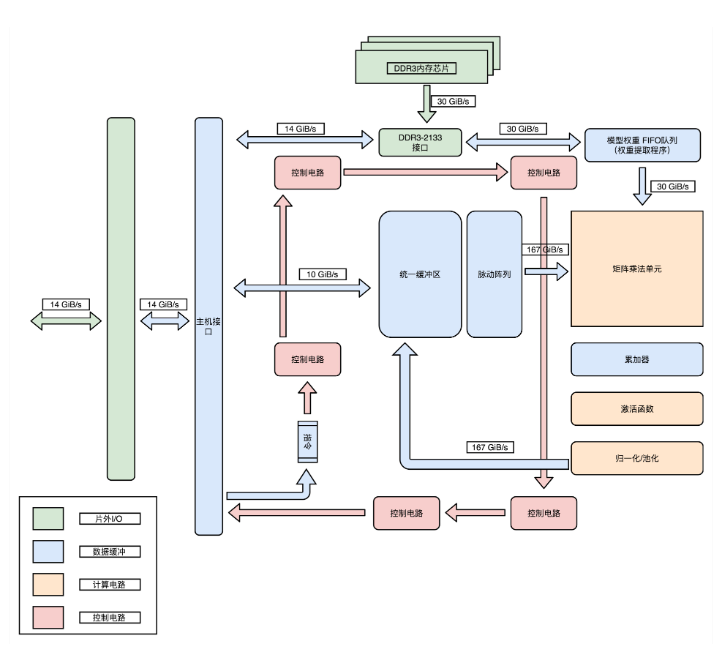 DDR3内存芯片
30 GiB/s
14 GiB/s
DDR3-2133
接口
30 GiB/s
模型权重 FIFO队列
(权重提取程序)
控制电路
控制电路
30 GiB/s
统一缓冲区
脉动阵列
167 GiB/s
矩阵乘法单元
10 GiB/s
14 GiB/s
14 GiB/s
主机接
口
控制电路
累加器
激活函数
指令
167 GiB/s
归一化/池化
控制电路
控制电路
片外I/O
数据缓冲
计算电路
控制电路